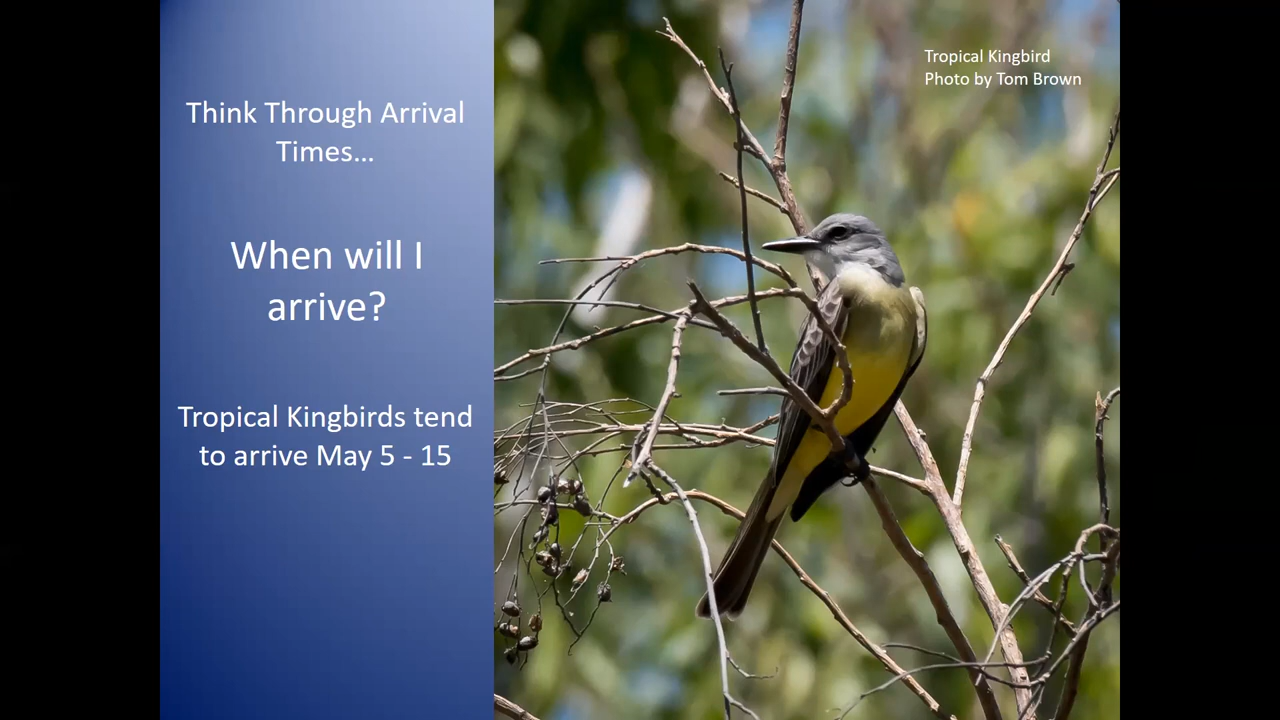 Think Through Arrival
Times...
When will I
arrive?
Tropical Kingbirds tend
to arrive May 5 - 15
Tropical Kingbird
Photo by Tom Brown